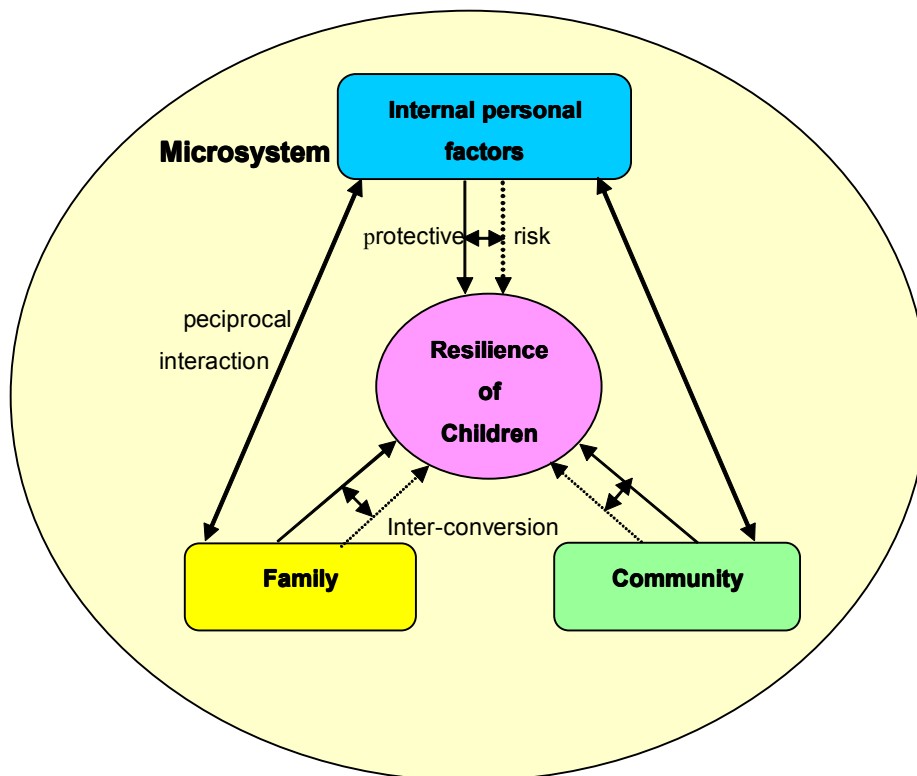 Internal personal
factors
Microsystem
protective
risk
peciprocal
interaction
Resilience
of
Children
Inter-conversion
Family
Community